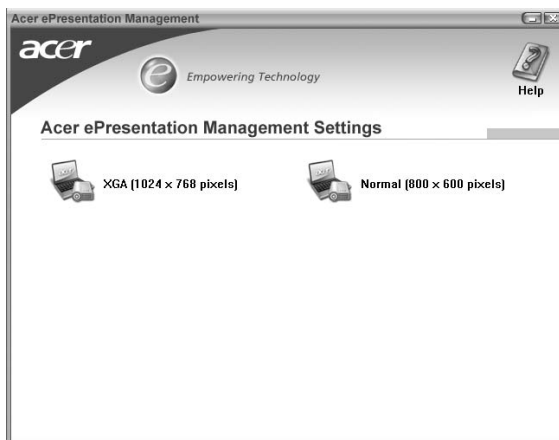 Acer ePresentation Management
acer
e Empowering Technology
Help
Acer ePresentation Management Settings
XGA (1024 x 768 pixels)
Normal (800 x 600 pixels)